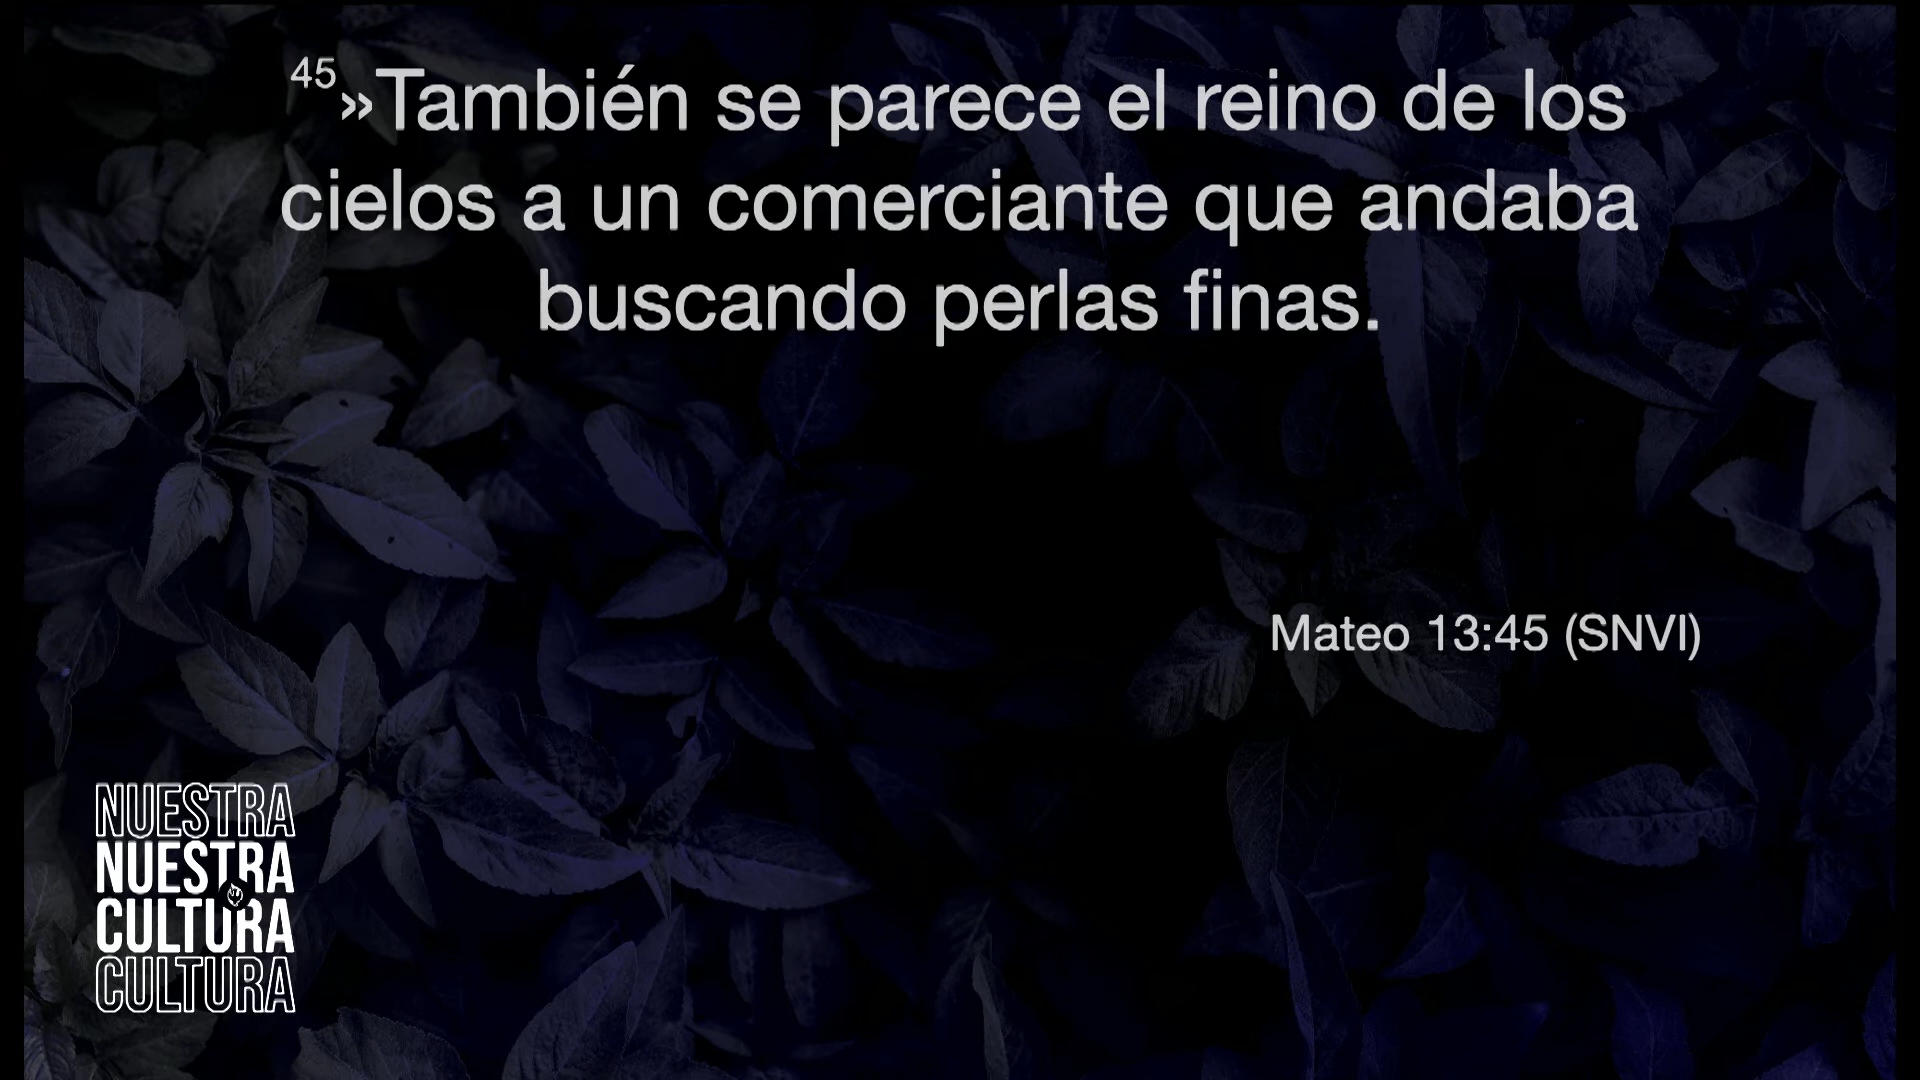 45»También se parece el reino de los
cielos a un comerciante que andaba
buscando perlas finas.
Mateo 13:45 (SNVI)
NUESTRA
NUESTRA
CULTURA
CULTURA